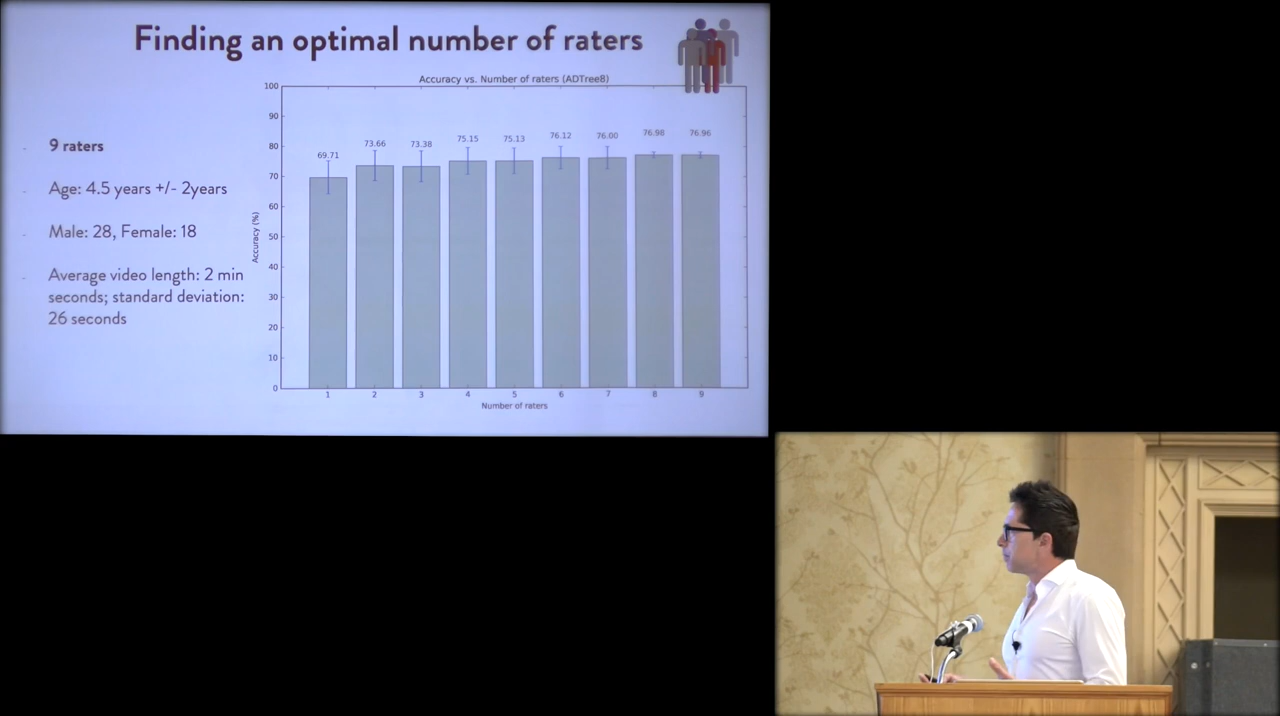 Finding an optimal number of raters
9 raters
Age: 4.5 years +/- 2years
Male: 28, Female: 18
Average video length: 2 min
seconds; standard deviation:
26 seconds
Accuracy vs. Number of raters (ADTree8)
Accuracy (%)
100
90
80
70
60
50
40
30
20
10
0
69.71 73.66 73.38 75.15 75.13 76.12 76.00 76.98 76.96
1 2 3 4 5 6 7 8 9
Number of raters